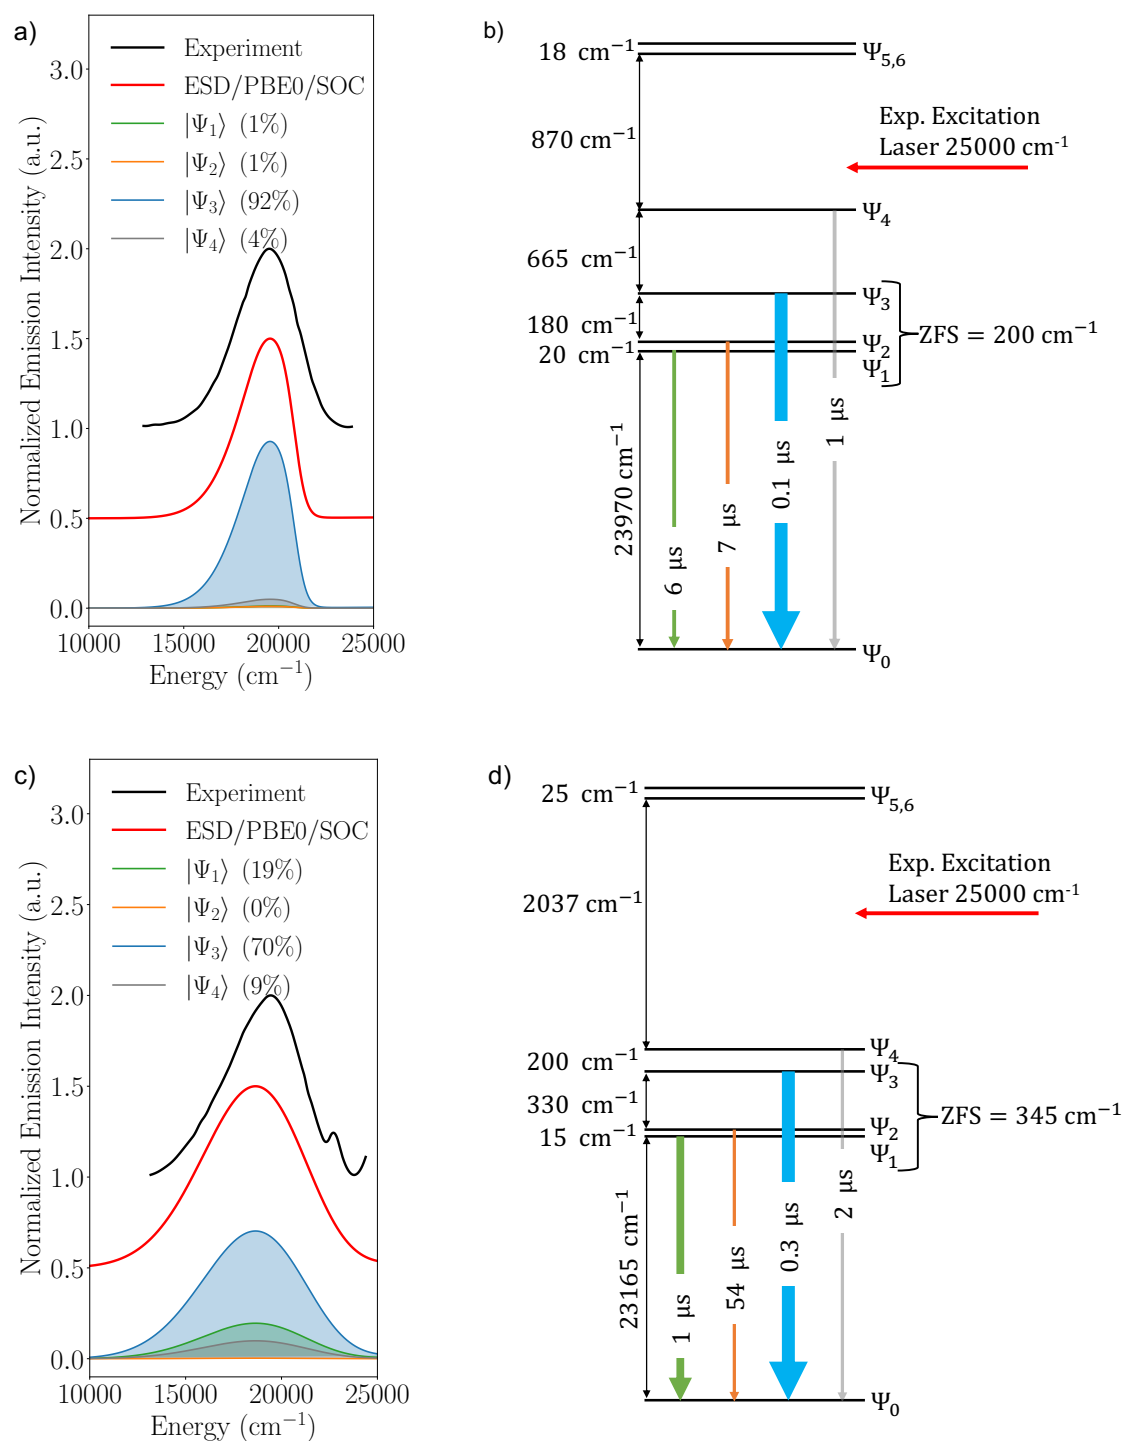 a)
Experiment
ESD/PBE0/SOC
|Ψ₁⟩ (1%)
|Ψ₂⟩ (1%)
|Ψ₃⟩ (92%)
|Ψ₄⟩ (4%)
Normalized Emission Intensity (a.u.)
3.0
2.5
2.0
1.5
1.0
0.5
0.0
10000 15000 20000 25000
Energy (cm⁻¹)
b)
18 cm⁻¹
Ψ₅,₆
870 cm⁻¹
Exp. Excitation
Laser 25000 cm⁻¹
Ψ₄
665 cm⁻¹
Ψ₃
180 cm⁻¹
ZFS = 200 cm⁻¹
Ψ₂
20 cm⁻¹
Ψ₁
23970 cm⁻¹
6 μs
7 μs
0.1 μs
1 μs
Ψ₀
c)
Experiment
ESD/PBE0/SOC
|Ψ₁⟩ (19%)
|Ψ₂⟩ (0%)
|Ψ₃⟩ (70%)
|Ψ₄⟩ (9%)
Normalized Emission Intensity (a.u.)
3.0
2.5
2.0
1.5
1.0
0.5
0.0
10000 15000 20000 25000
Energy (cm⁻¹)
d)
25 cm⁻¹
Ψ₅,₆
2037 cm⁻¹
Exp. Excitation
Laser 25000 cm⁻¹
Ψ₄
200 cm⁻¹
Ψ₃
330 cm⁻¹
ZFS = 345 cm⁻¹
Ψ₂
15 cm⁻¹
Ψ₁
23165 cm⁻¹
1 μs
54 μs
0.3 μs
2 μs
Ψ₀